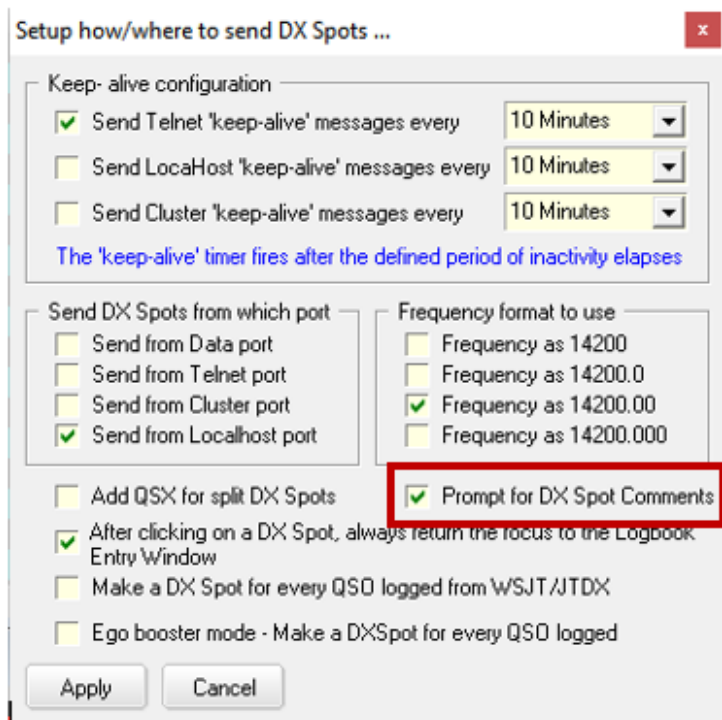 Setup how/where to send DX Spots ...
x
Keep- alive configuration
Send Telnet 'keep-alive' messages every 10 Minutes
Send LocaHost 'keep-alive' messages every 10 Minutes
Send Cluster 'keep-alive' messages every 10 Minutes
The 'keep-alive' timer fires after the defined period of inactivity elapses
Send DX Spots from which port
Send from Data port
Send from Telnet port
Send from Cluster port
Send from Localhost port
Frequency format to use
Frequency as 14200
Frequency as 14200.0
Frequency as 14200.00
Frequency as 14200.000
Add QSX for split DX Spots
Prompt for DX Spot Comments
After clicking on a DX Spot, always return the focus to the Logbook
Entry Window
Make a DX Spot for every QSO logged from WSJT/JTDX
Ego booster mode - Make a DXSpot for every QSO logged
Apply
Cancel